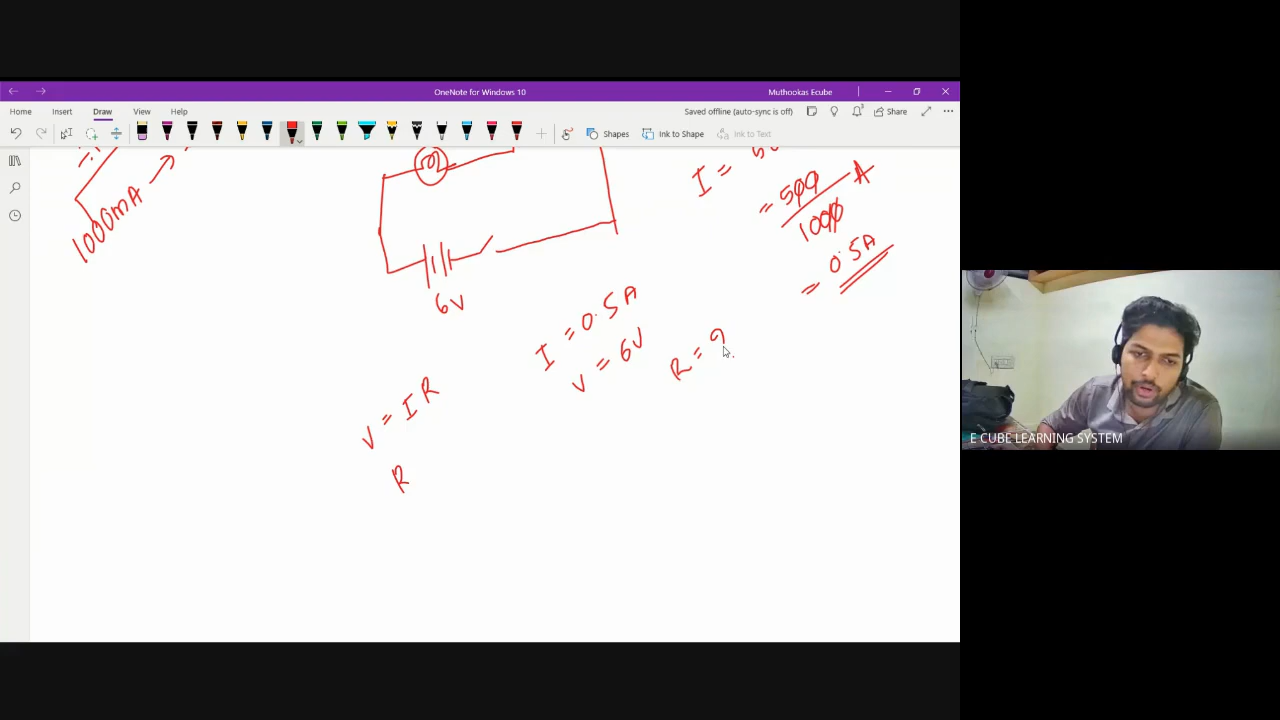 OneNote for Windows 10
Muthookas Ecube
Home Insert Draw View Help
Saved offline (auto-sync is off)
Share
Shapes
Ink to Shape
Ink to Text
1000mA →
I =
= 500/1000 A
= 0.5A
6V
I = 0.5A
V = 6V
R = ?
V = IR
R
E CUBE LEARNING SYSTEM